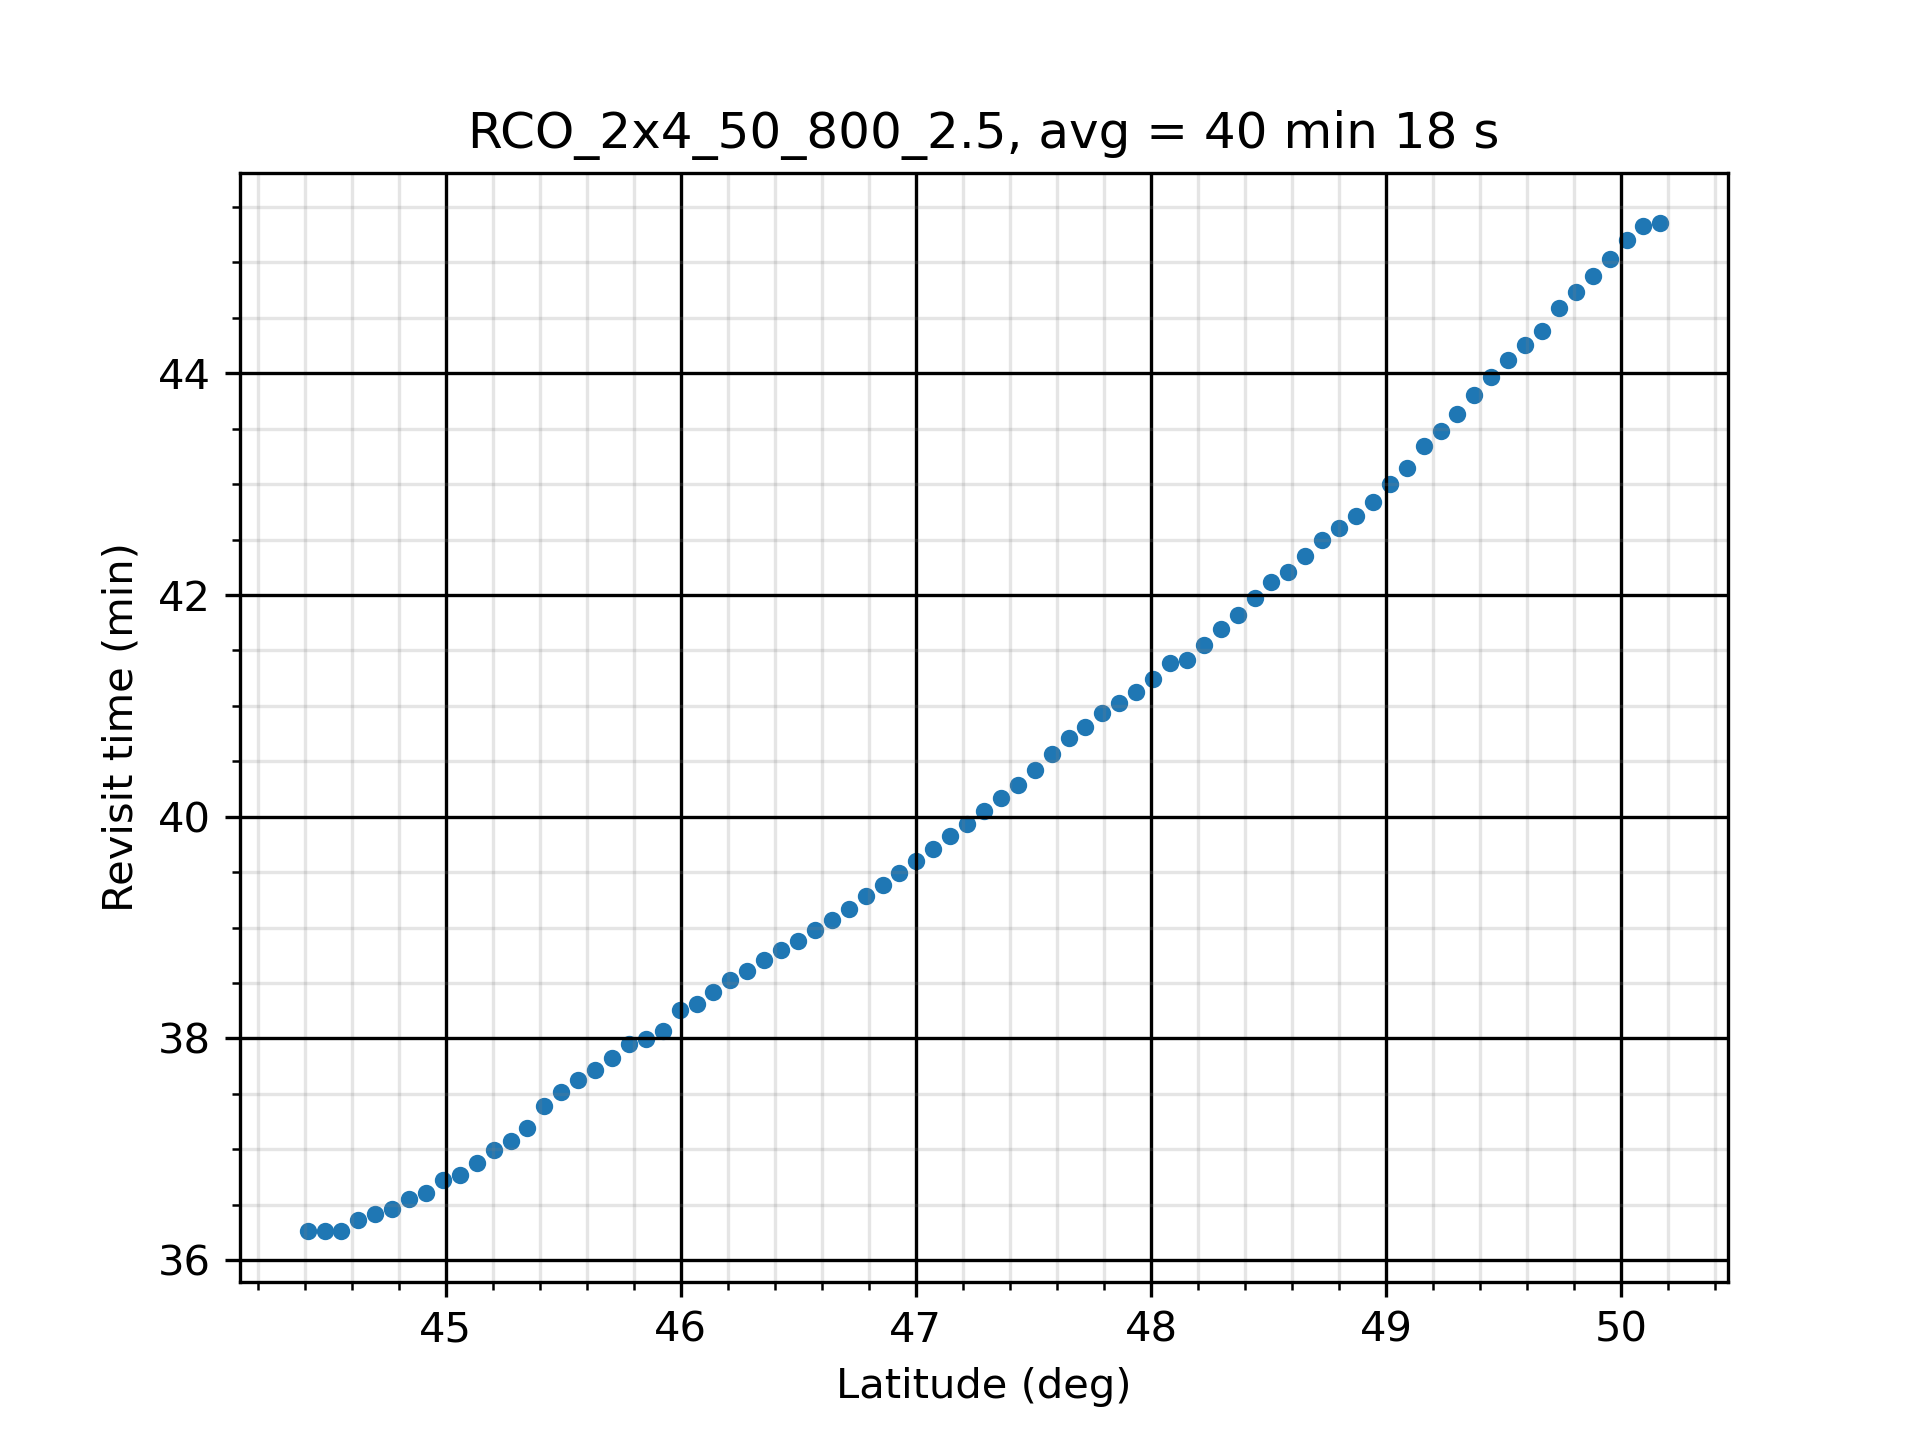 RCO_2x4_50_800_2.5, avg = 40 min 18 s
Revisit time (min)
44
42
40
38
36
45 46 47 48 49 50
Latitude (deg)